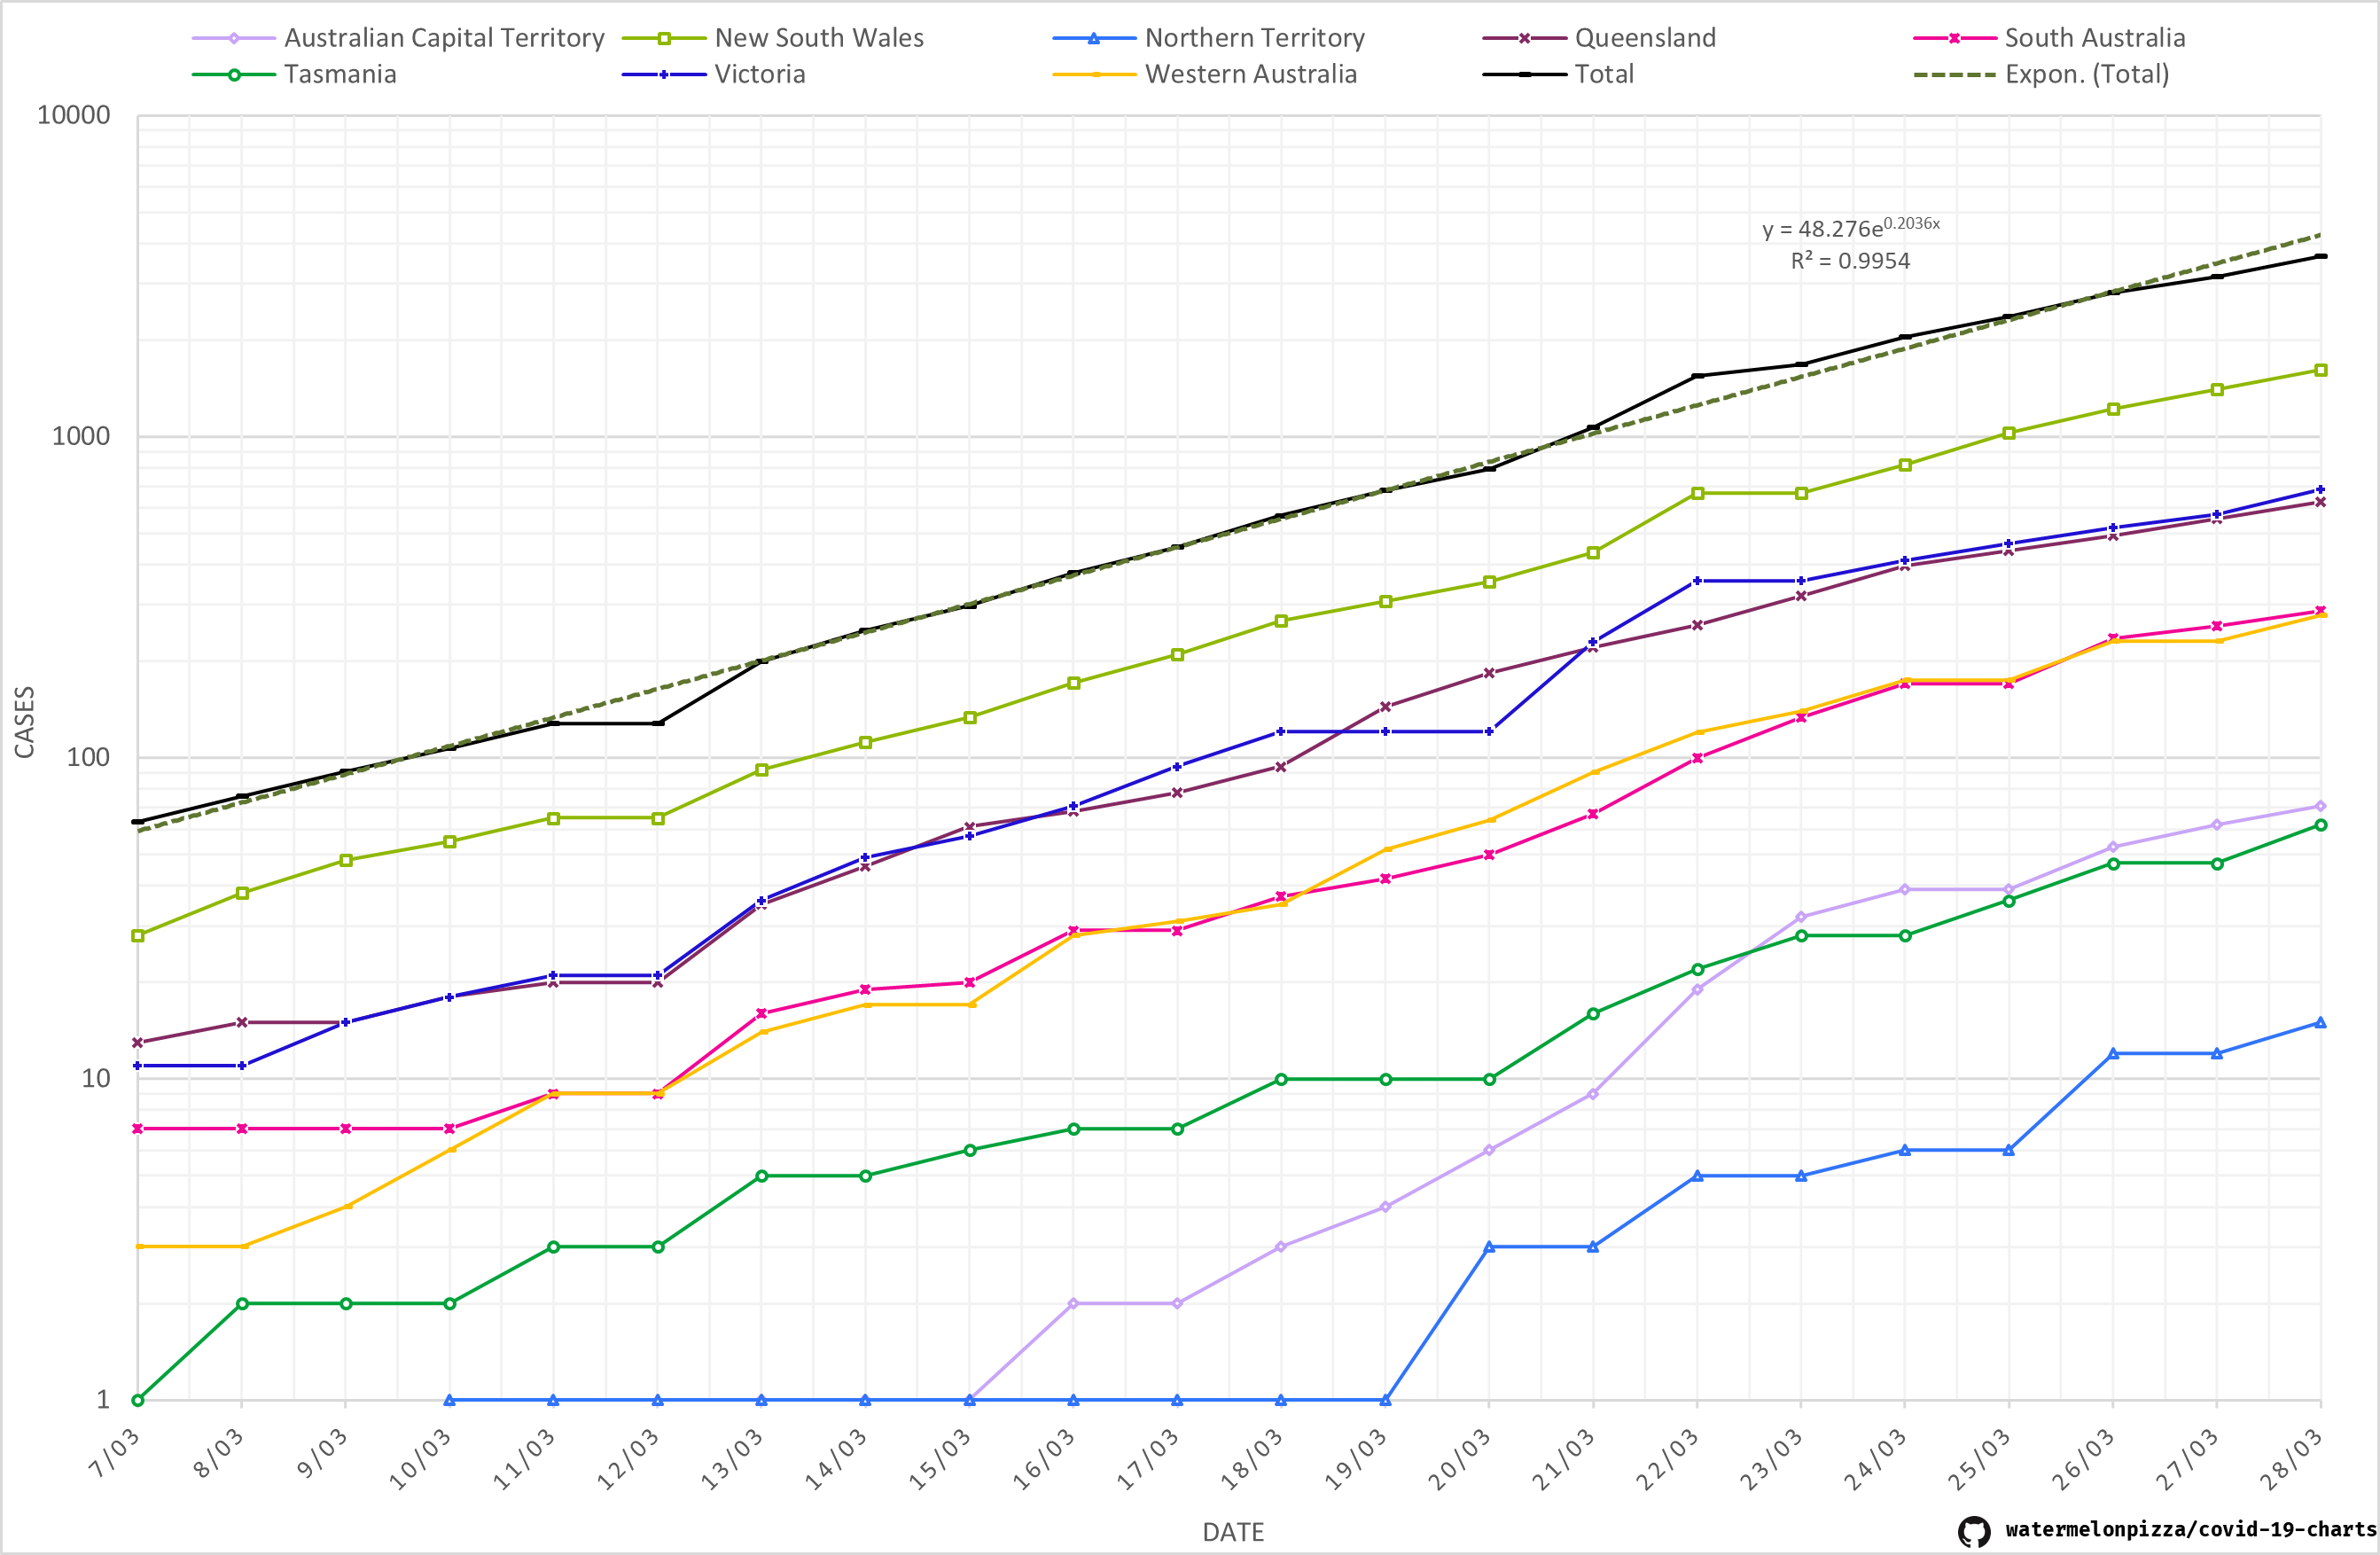 Australian Capital Territory New South Wales Northern Territory Queensland South Australia
Tasmania Victoria Western Australia Total Expon. (Total)
10000
y = 48.276e^0.2036x
R² = 0.9954
1000
CASES
100
10
1
7/03 8/03 9/03 10/03 11/03 12/03 13/03 14/03 15/03 16/03 17/03 18/03 19/03 20/03 21/03 22/03 23/03 24/03 25/03 26/03 27/03 28/03
DATE
watermelonpizza/covid-19-charts